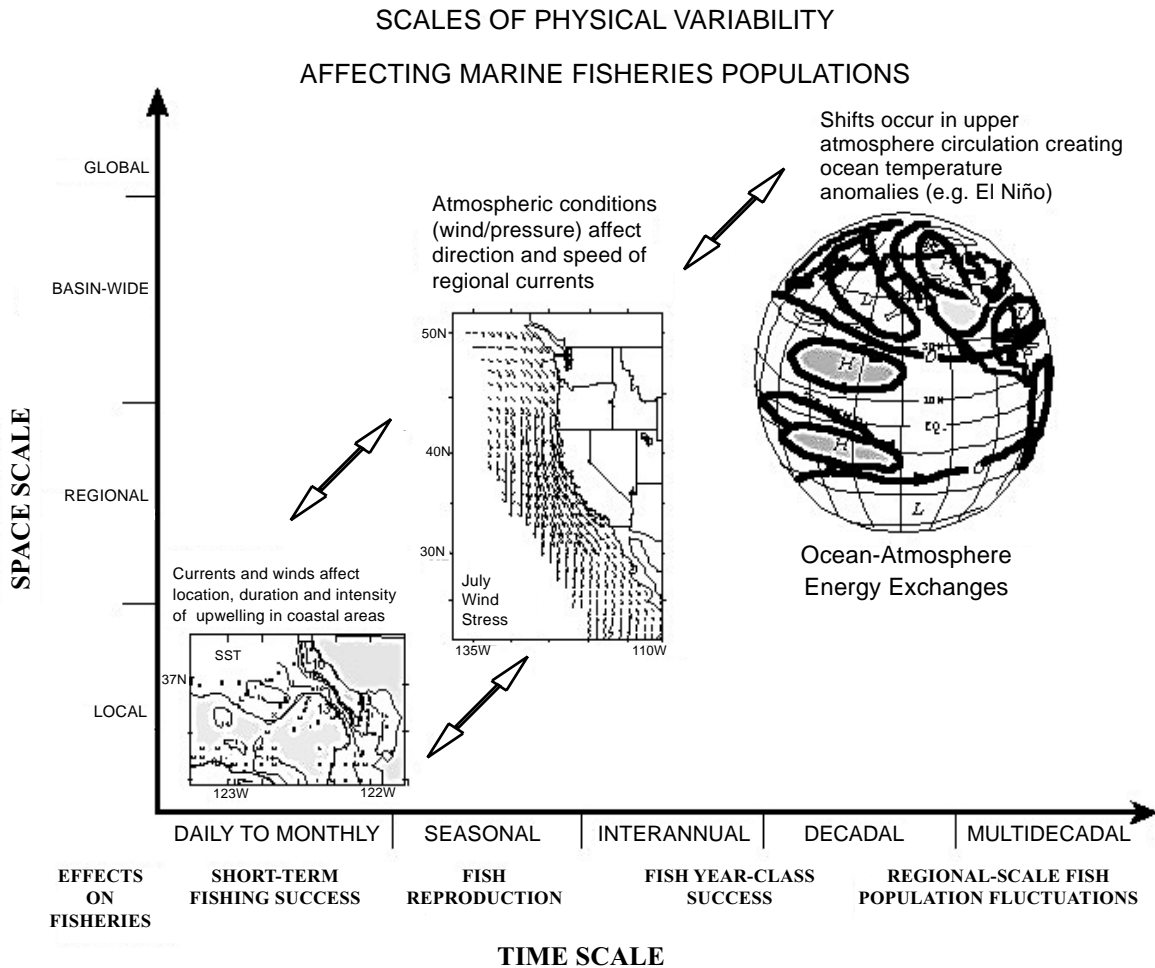 SCALES OF PHYSICAL VARIABILITY
AFFECTING MARINE FISHERIES POPULATIONS
Shifts occur in upper
atmosphere circulation creating
ocean temperature
anomalies (e.g. El Niño)
GLOBAL
Atmospheric conditions
(wind/pressure) affect
direction and speed of
regional currents
BASIN-WIDE
50N
40N
30N
July
Wind
Stress
135W
110W
H
10N
EQ.
H
L
Ocean-Atmosphere
Energy Exchanges
SPACE SCALE
REGIONAL
Currents and winds affect
location, duration and intensity
of upwelling in coastal areas
SST
37N
10
13
123W
122W
LOCAL
DAILY TO MONTHLY
SEASONAL
INTERANNUAL
DECADAL
MULTIDECADAL
EFFECTS
ON
FISHERIES
SHORT-TERM
FISHING SUCCESS
FISH
REPRODUCTION
FISH YEAR-CLASS
SUCCESS
REGIONAL-SCALE FISH
POPULATION FLUCTUATIONS
TIME SCALE